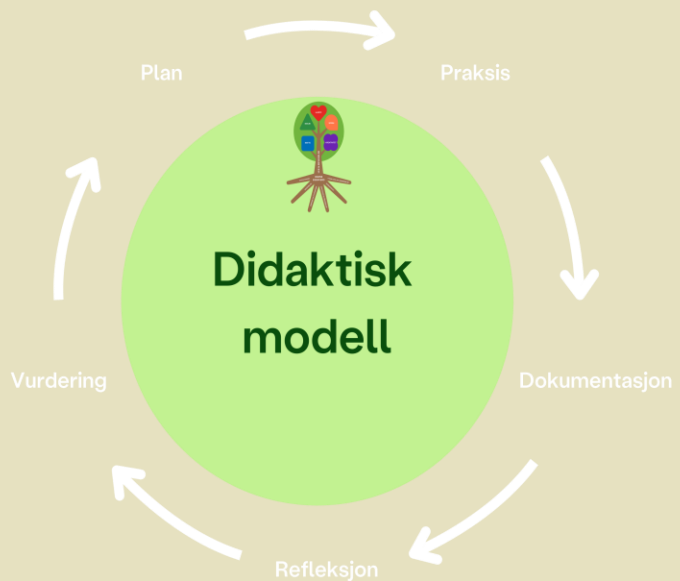 Plan
Praksis
Didaktisk
modell
Vurdering
Dokumentasjon
Refleksjon